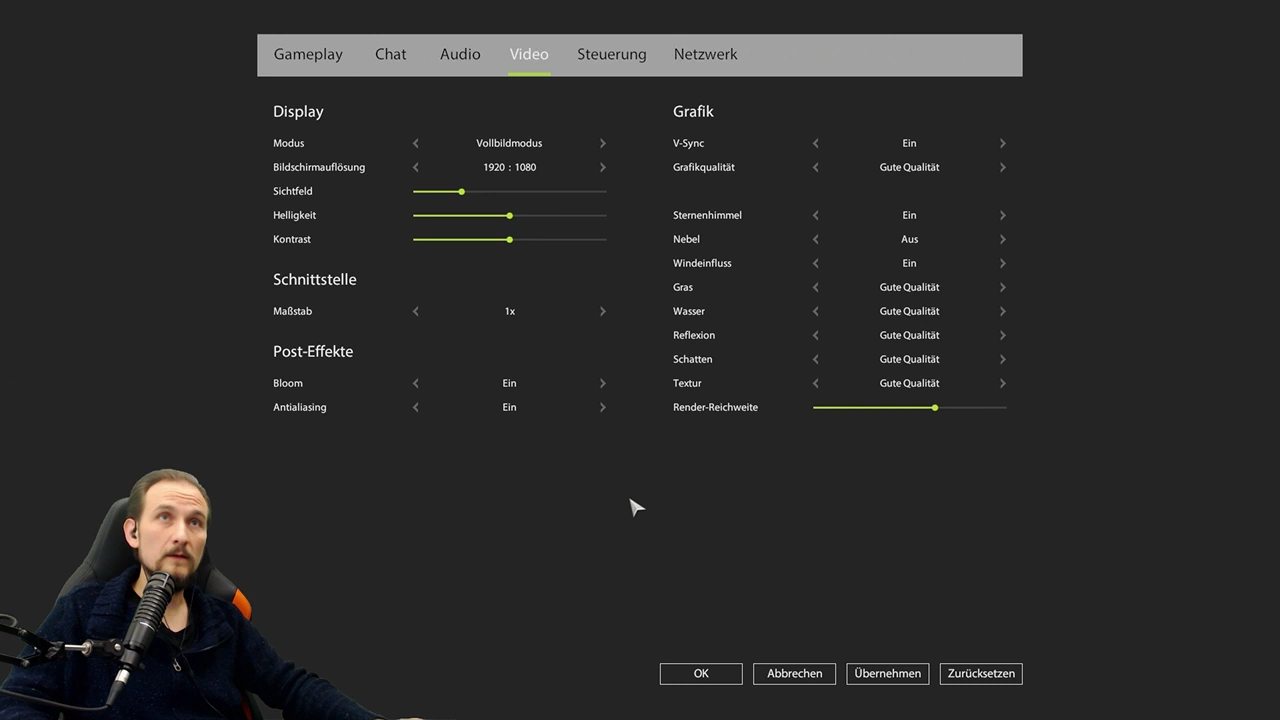 Gameplay Chat Audio Video Steuerung Netzwerk
Display
Modus Vollbildmodus
Bildschirmauflösung 1920 : 1080
Sichtfeld
Helligkeit
Kontrast
Schnittstelle
Maßstab 1x
Post-Effekte
Bloom Ein
Antialiasing Ein
Grafik
V-Sync Ein
Grafikqualität Gute Qualität
Sternenhimmel Ein
Nebel Aus
Windeinfluss Ein
Gras Gute Qualität
Wasser Gute Qualität
Reflexion Gute Qualität
Schatten Gute Qualität
Textur Gute Qualität
Render-Reichweite
OK Abbrechen Übernehmen Zurücksetzen